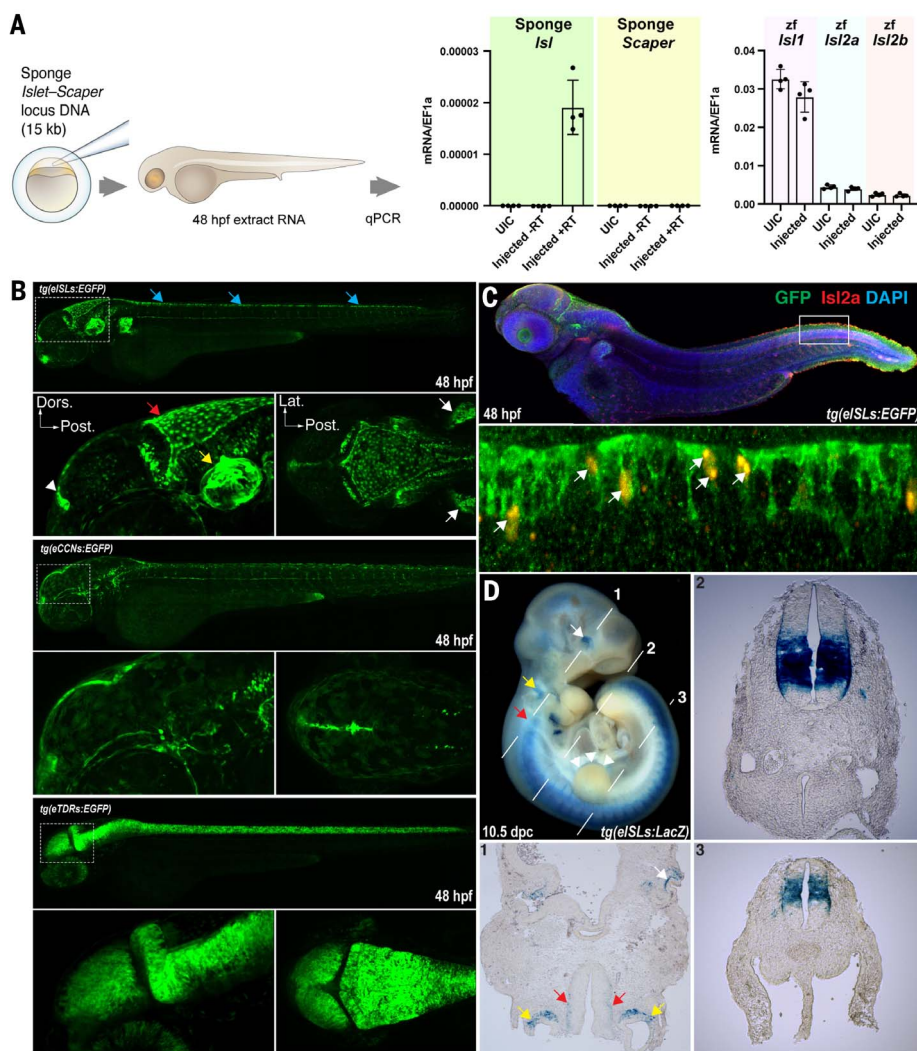 A
Sponge
Islet–Scaper
locus DNA
(15 kb)
48 hpf extract RNA
qPCR
Sponge
Isl
Sponge
Scaper
mRNA/EF1a
0.00003
0.00002
0.00001
0.00000
UIC
Injected -RT
Injected +RT
UIC
Injected -RT
Injected +RT
zf
Isl1
zf
Isl2a
zf
Isl2b
mRNA/EF1a
0.04
0.03
0.02
0.01
0.00
UIC
Injected
UIC
Injected
UIC
Injected
B
tg(eISLs:EGFP)
48 hpf
Dors.
Post.
Lat.
Post.
tg(eCCNs:EGFP)
48 hpf
tg(eTDRs:EGFP)
48 hpf
C
GFP Isl2a DAPI
48 hpf
tg(eISLs:EGFP)
D
1
2
3
10.5 dpc
tg(eISLs:LacZ)
2
1
3